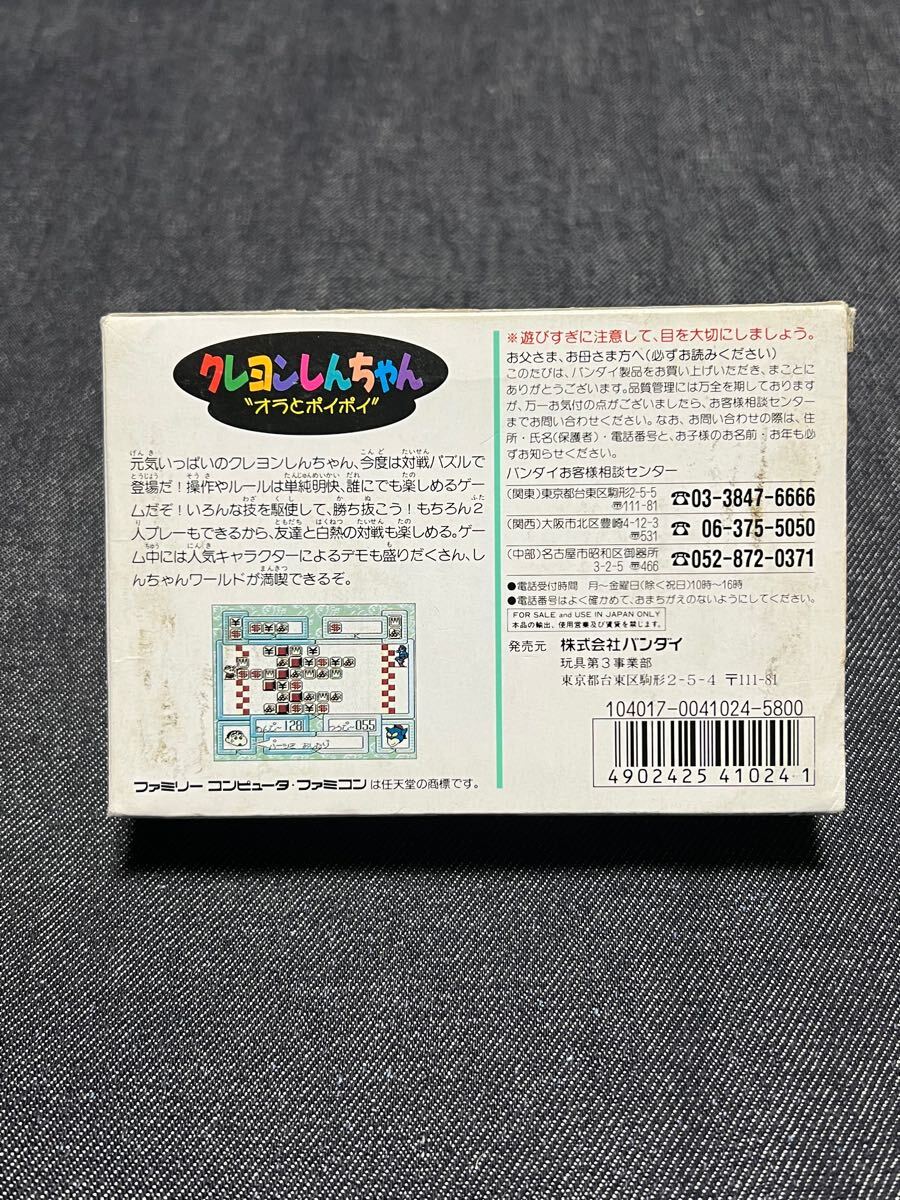 クレヨンしんちゃん
"オラとポイポイ"
元気いっぱいのクレヨンしんちゃん、今度は対戦パズルで
登場だ！操作やルールは単純明快、誰にでも楽しめるゲー
ムだぞ！いろんな技を駆使して、勝ち抜こう！もちろん2
人プレーもできるから、友達と白熱の対戦も楽しめる。ゲー
ム中には人気キャラクターによるデモも盛りだくさん、し
んちゃんワールドが満喫できるぞ。
128
055
ファミリーコンピュータ・ファミコンは任天堂の商標です。
※遊びすぎに注意して、目を大切にしましょう。
お父さま、お母さま方へ(必ずお読みください)
このたびは、バンダイ製品をお買い上げいただき、まことに
ありがとうございます。品質管理には万全を期しております
が、万一お気付の点がございましたら、お客様相談センター
までお問い合わせください。なお、お問い合わせの際は、住
所・氏名(保護者)・電話番号と、お子様のお名前・お年も必
ずお知らせください。
バンダイお客様相談センター
(関東)東京都台東区駒形2-5-5 〒111-81 ☎03-3847-6666
(関西)大阪市北区豊崎4-12-3 〒531 ☎06-375-5050
(中部)名古屋市昭和区御器所3-2-5 〒466 ☎052-872-0371
●電話受付時間 月〜金曜日(除く祝日)10時〜16時
●電話番号はよく確かめて、おまちがえのないようにしてください。
FOR SALE and USE IN JAPAN ONLY
本品の輸出、使用営業及び賃貸を禁じます。
発売元 株式会社バンダイ
玩具第3事業部
東京都台東区駒形2-5-4 〒111-81
104017-0041024-5800
4902425410241